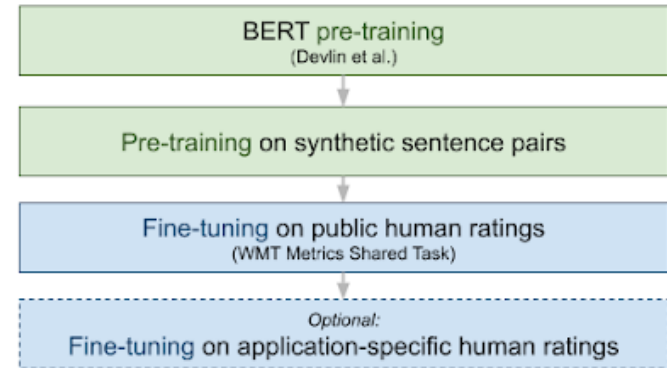 BERT pre-training
(Devlin et al.)
Pre-training on synthetic sentence pairs
Fine-tuning on public human ratings
(WMT Metrics Shared Task)
Optional:
Fine-tuning on application-specific human ratings